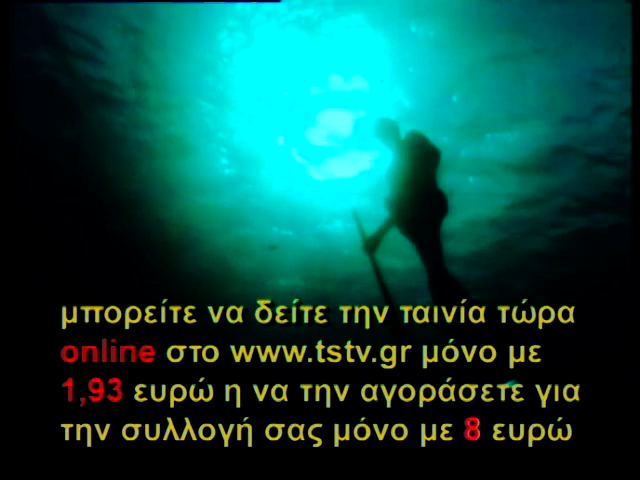 μπορείτε να δείτε την ταινία τώρα
online στο www.tstv.gr μόνο με
1,93 ευρώ η να την αγοράσετε για
την συλλογή σας μόνο με 8 ευρώ